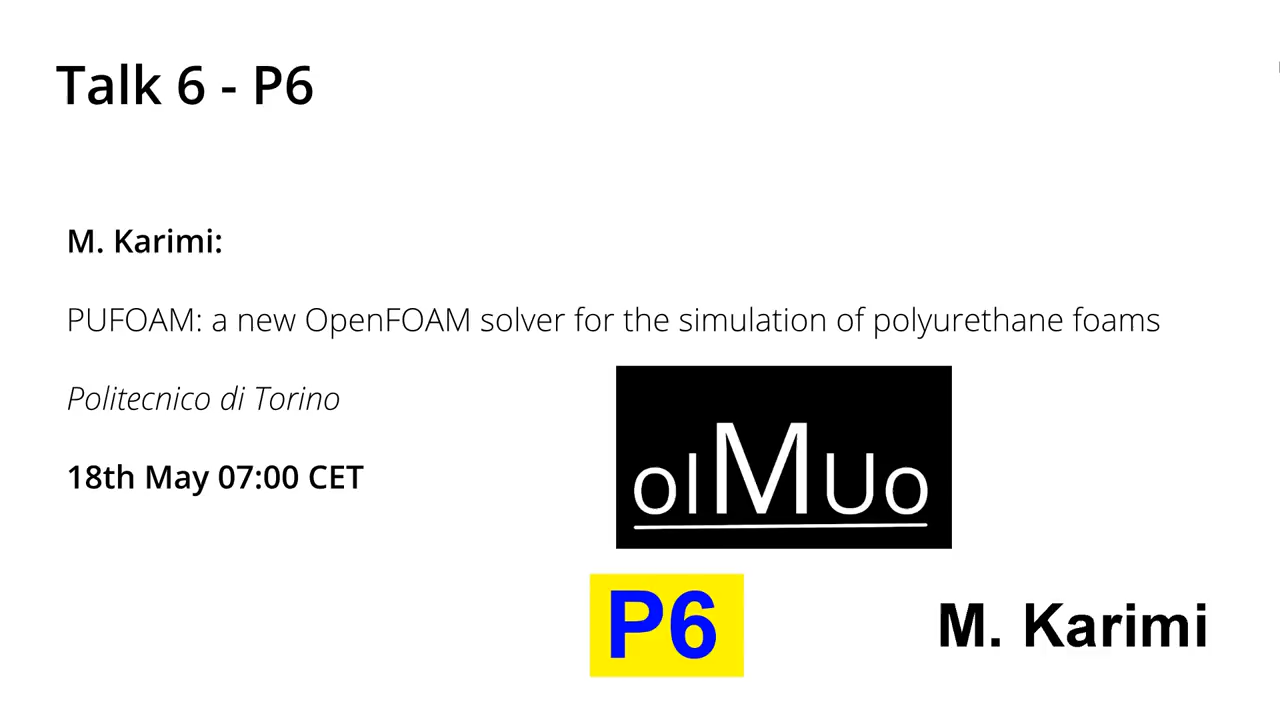 Talk 6 - P6
M. Karimi:
PUFOAM: a new OpenFOAM solver for the simulation of polyurethane foams
Politecnico di Torino
18th May 07:00 CET
olMUo
P6
M. Karimi